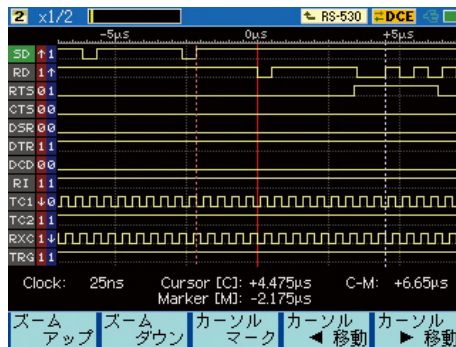 2 x1/2 RS-530 DCE
-5µs 0µs +5µs
SD ↑1
RD 1↑
RTS 0 1
CTS 0 0
DSR 0 0
DTR 1 1
DCD 0 0
RI 1 1
TC1 ↓0
TC2 1 1
RXC 1↓
TRG 1 1
Clock: 25ns Cursor [C]: +4.475µs C-M: +6.65µs
Marker [M]: -2.175µs
ズーム アップ ズーム ダウン カーソル マーク カーソル ◀ 移動 カーソル ▶ 移動